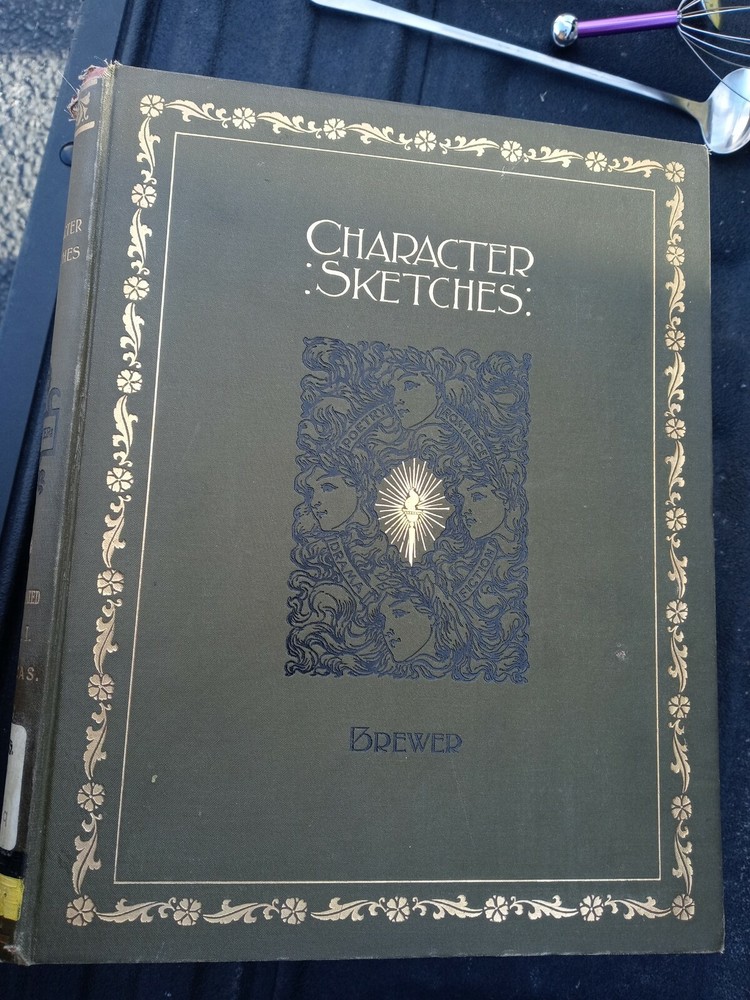 CHARACTER
:SKETCHES:
POETRY
ROMANCE
DRAMA
FICTION
BREWER